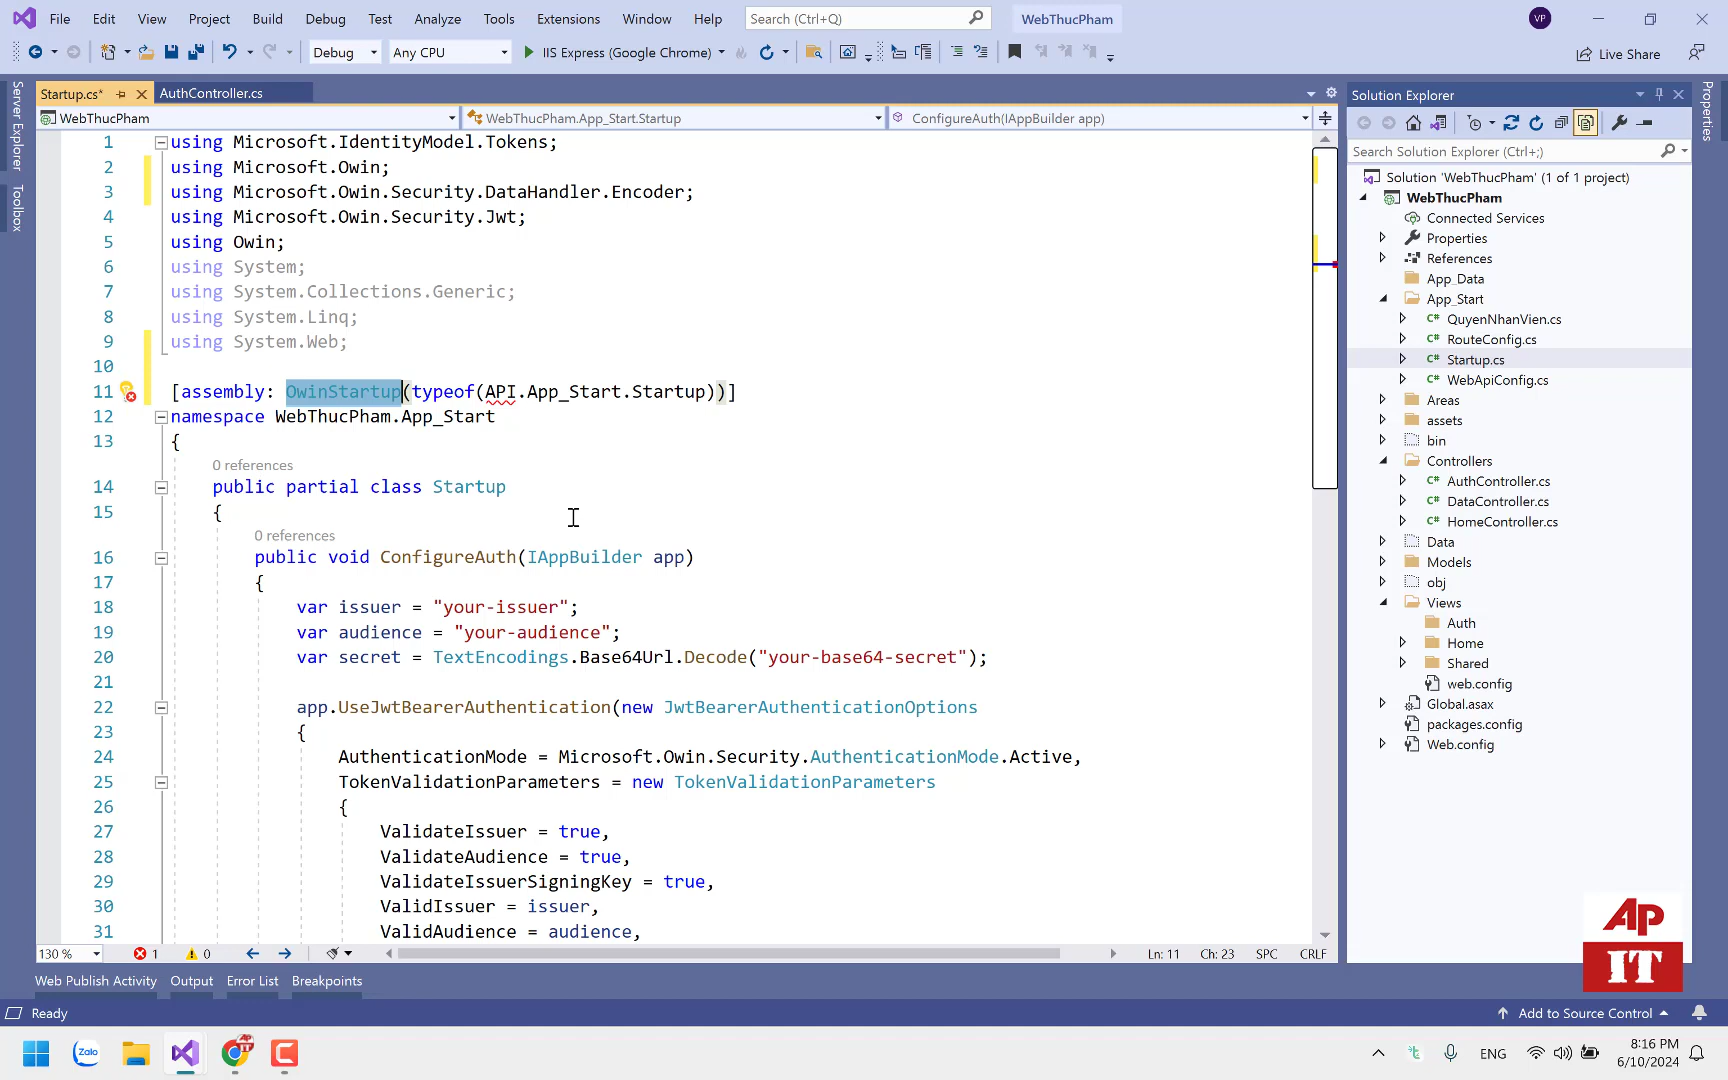 File Edit View Project Build Debug Test Analyze Tools Extensions Window Help Search (Ctrl+Q) WebThucPham VP
Debug Any CPU IIS Express (Google Chrome) Live Share
Server Explorer
Toolbox
Startup.cs* AuthController.cs
WebThucPham WebThucPham.App_Start.Startup ConfigureAuth(IAppBuilder app)
1 using Microsoft.IdentityModel.Tokens;
2 using Microsoft.Owin;
3 using Microsoft.Owin.Security.DataHandler.Encoder;
4 using Microsoft.Owin.Security.Jwt;
5 using Owin;
6 using System;
7 using System.Collections.Generic;
8 using System.Linq;
9 using System.Web;
10
11 [assembly: OwinStartup(typeof(API.App_Start.Startup))]
12 namespace WebThucPham.App_Start
13 {
0 references
14 public partial class Startup
15 {
0 references
16 public void ConfigureAuth(IAppBuilder app)
17 {
18 var issuer = "your-issuer";
19 var audience = "your-audience";
20 var secret = TextEncodings.Base64Url.Decode("your-base64-secret");
21
22 app.UseJwtBearerAuthentication(new JwtBearerAuthenticationOptions
23 {
24 AuthenticationMode = Microsoft.Owin.Security.AuthenticationMode.Active,
25 TokenValidationParameters = new TokenValidationParameters
26 {
27 ValidateIssuer = true,
28 ValidateAudience = true,
29 ValidateIssuerSigningKey = true,
30 ValidIssuer = issuer,
31 ValidAudience = audience,
130 % 1 0 Ln: 11 Ch: 23 SPC CRLF
Solution Explorer
Search Solution Explorer (Ctrl+;)
Solution 'WebThucPham' (1 of 1 project)
WebThucPham
Connected Services
Properties
References
App_Data
App_Start
C# QuyenNhanVien.cs
C# RouteConfig.cs
C# Startup.cs
C# WebApiConfig.cs
Areas
assets
bin
Controllers
C# AuthController.cs
C# DataController.cs
C# HomeController.cs
Data
Models
obj
Views
Auth
Home
Shared
web.config
Global.asax
packages.config
Web.config
Properties
AP
IT
Web Publish Activity Output Error List Breakpoints
Ready Add to Source Control
Zalo AP IT ENG 8:16 PM
6/10/2024